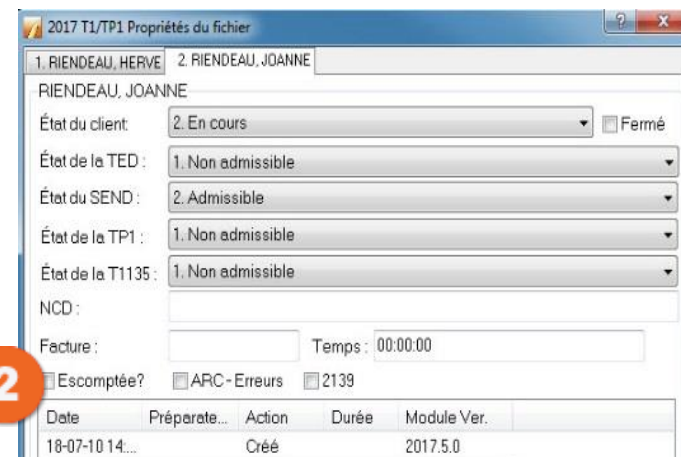 2017 T1/TP1 Propriétés du fichier
1. RIENDEAU, HERVE 2. RIENDEAU, JOANNE
RIENDEAU, JOANNE
État du client: 2. En cours Fermé
État de la TED : 1. Non admissible
État du SEND : 2. Admissible
État de la TP1 : 1. Non admissible
État de la T1135 : 1. Non admissible
NCD :
Facture : Temps : 00:00:00
2 Escomptée? ARC-Erreurs 2139
Date Préparate... Action Durée Module Ver.
18-07-10 14:... Créé 2017.5.0